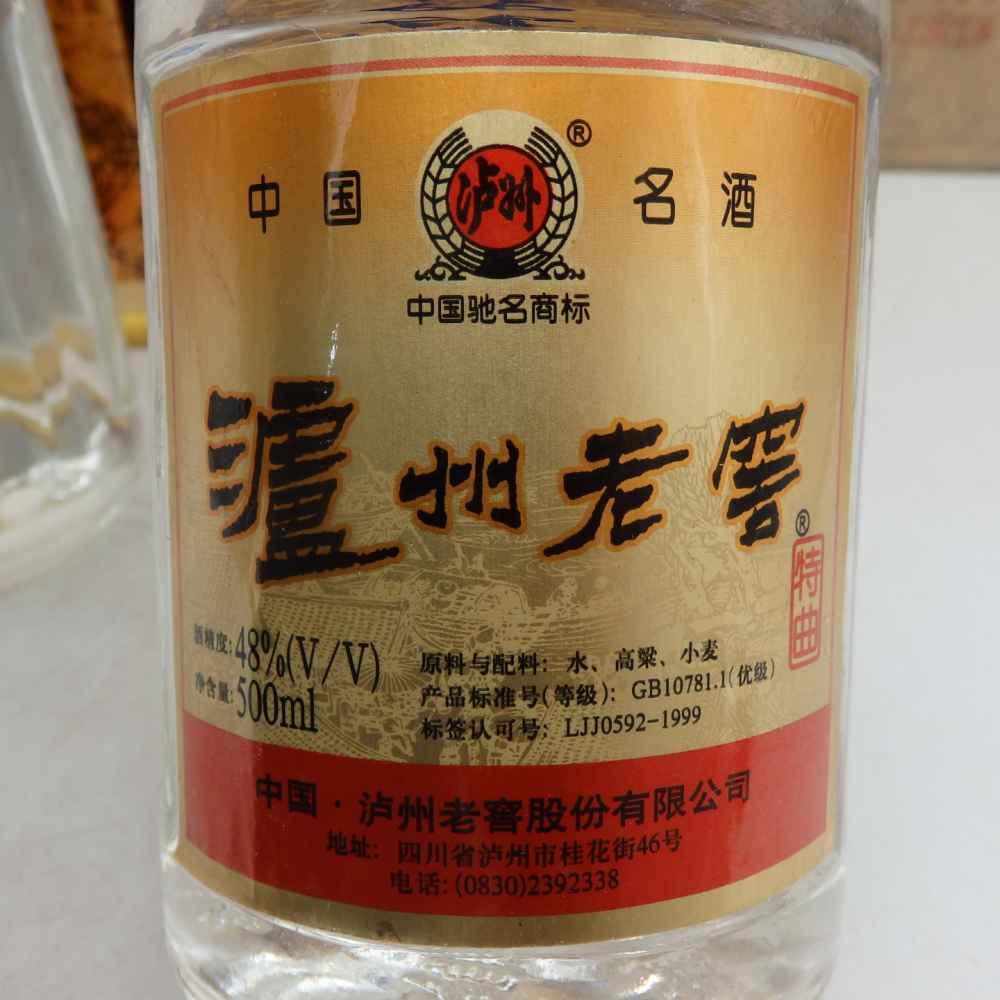 中国 泸州 ® 名酒
中国驰名商标
泸州老窖®
特曲
酒精度:48%(V/V)
净含量:500ml
原料与配料：水、高粱、小麦
产品标准号(等级)：GB10781.1(优级)
标签认可号：LJJ0592-1999
中国·泸州老窖股份有限公司
地址：四川省泸州市桂花街46号
电话:(0830)2392338